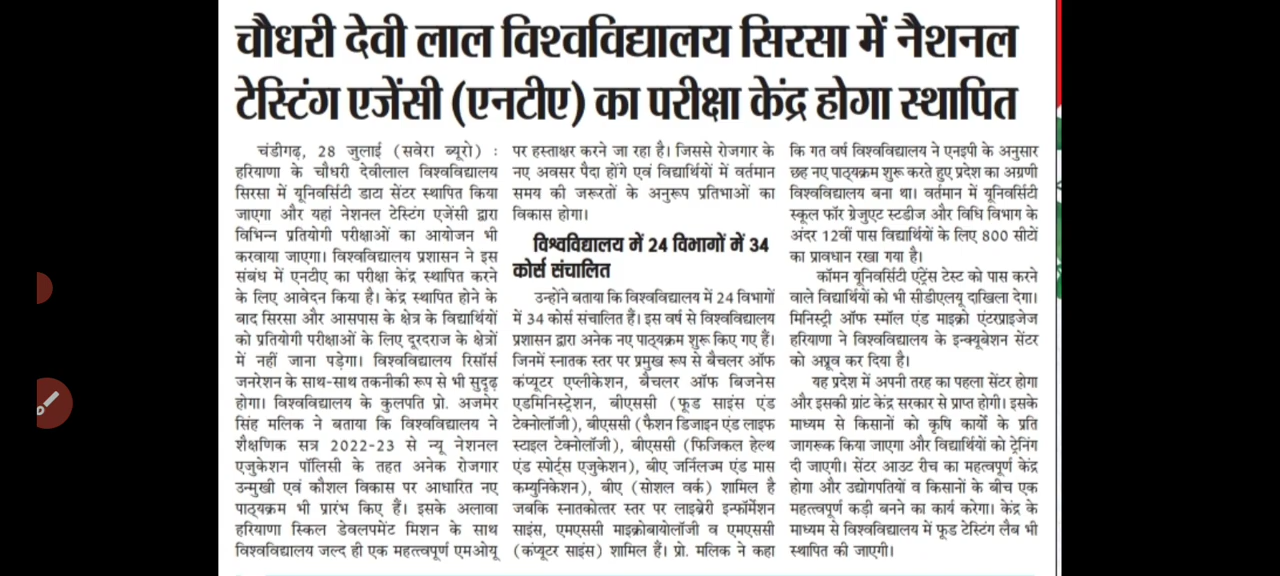 चौधरी देवी लाल विश्वविद्यालय सिरसा में नैशनल
टेस्टिंग एजेंसी (एनटीए) का परीक्षा केंद्र होगा स्थापित
चंडीगढ़, 28 जुलाई (सवेरा ब्यूरो) :
हरियाणा के चौधरी देवीलाल विश्वविद्यालय
सिरसा में यूनिवर्सिटी डाटा सेंटर स्थापित किया
जाएगा और यहां नेशनल टेस्टिंग एजेंसी द्वारा
विभिन्न प्रतियोगी परीक्षाओं का आयोजन भी
करवाया जाएगा। विश्वविद्यालय प्रशासन ने इस
संबंध में एनटीए का परीक्षा केंद्र स्थापित करने
के लिए आवेदन किया है। केंद्र स्थापित होने के
बाद सिरसा और आसपास के क्षेत्र के विद्यार्थियों
को प्रतियोगी परीक्षाओं के लिए दूरदराज के क्षेत्रों
में नहीं जाना पड़ेगा। विश्वविद्यालय रिसोर्स
जनरेशन के साथ-साथ तकनीकी रूप से भी सुदृढ़
होगा। विश्वविद्यालय के कुलपति प्रो. अजमेर
सिंह मलिक ने बताया कि विश्वविद्यालय ने
शैक्षणिक सत्र 2022-23 से न्यू नेशनल
एजुकेशन पॉलिसी के तहत अनेक रोजगार
उन्मुखी एवं कौशल विकास पर आधारित नए
पाठ्यक्रम भी प्रारंभ किए हैं। इसके अलावा
हरियाणा स्किल डेवलपमेंट मिशन के साथ
विश्वविद्यालय जल्द ही एक महत्त्वपूर्ण एमओयू
पर हस्ताक्षर करने जा रहा है। जिससे रोजगार के
नए अवसर पैदा होंगे एवं विद्यार्थियों में वर्तमान
समय की जरूरतों के अनुरूप प्रतिभाओं का
विकास होगा।
विश्वविद्यालय में 24 विभागों में 34
कोर्स संचालित
उन्होंने बताया कि विश्वविद्यालय में 24 विभागों
में 34 कोर्स संचालित हैं। इस वर्ष से विश्वविद्यालय
प्रशासन द्वारा अनेक नए पाठ्यक्रम शुरू किए गए हैं।
जिनमें स्नातक स्तर पर प्रमुख रूप से बैचलर ऑफ
कंप्यूटर एप्लीकेशन, बैचलर ऑफ बिजनेस
एडमिनिस्ट्रेशन, बीएससी (फूड साइंस एंड
टेक्नोलॉजी), बीएससी (फैशन डिजाइन एंड लाइफ
स्टाइल टेक्नोलॉजी), बीएससी (फिजिकल हेल्थ
एंड स्पोर्ट्स एजुकेशन), बीए जर्निलज्म एंड मास
कम्युनिकेशन), बीए (सोशल वर्क) शामिल है
जबकि स्नातकोत्तर स्तर पर लाइब्रेरी इन्फॉर्मेशन
साइंस, एमएससी माइक्रोबायोलॉजी व एमएससी
(कंप्यूटर साइंस) शामिल हैं। प्रो. मलिक ने कहा
कि गत वर्ष विश्वविद्यालय ने एनइपी के अनुसार
छह नए पाठ्यक्रम शुरू करते हुए प्रदेश का अग्रणी
विश्वविद्यालय बना था। वर्तमान में यूनिवर्सिटी
स्कूल फॉर ग्रेजुएट स्टडीज और विधि विभाग के
अंदर 12वीं पास विद्यार्थियों के लिए 800 सीटों
का प्रावधान रखा गया है।
कॉमन यूनिवर्सिटी एट्रेंस टेस्ट को पास करने
वाले विद्यार्थियों को भी सीडीएलयू दाखिला देगा।
मिनिस्ट्री ऑफ स्मॉल एंड माइक्रो एंटरप्राइजेज
हरियाणा ने विश्वविद्यालय के इन्क्यूबेशन सेंटर
को अप्रूव कर दिया है।
यह प्रदेश में अपनी तरह का पहला सेंटर होगा
और इसकी ग्रांट केंद्र सरकार से प्राप्त होगी। इसके
माध्यम से किसानों को कृषि कार्यों के प्रति
जागरूक किया जाएगा और विद्यार्थियों को ट्रेनिंग
दी जाएगी। सेंटर आउट रीच का महत्वपूर्ण केंद्र
होगा और उद्योगपतियों व किसानों के बीच एक
महत्त्वपूर्ण कड़ी बनने का कार्य करेगा। केंद्र के
माध्यम से विश्वविद्यालय में फूड टेस्टिंग लैब भी
स्थापित की जाएगी।